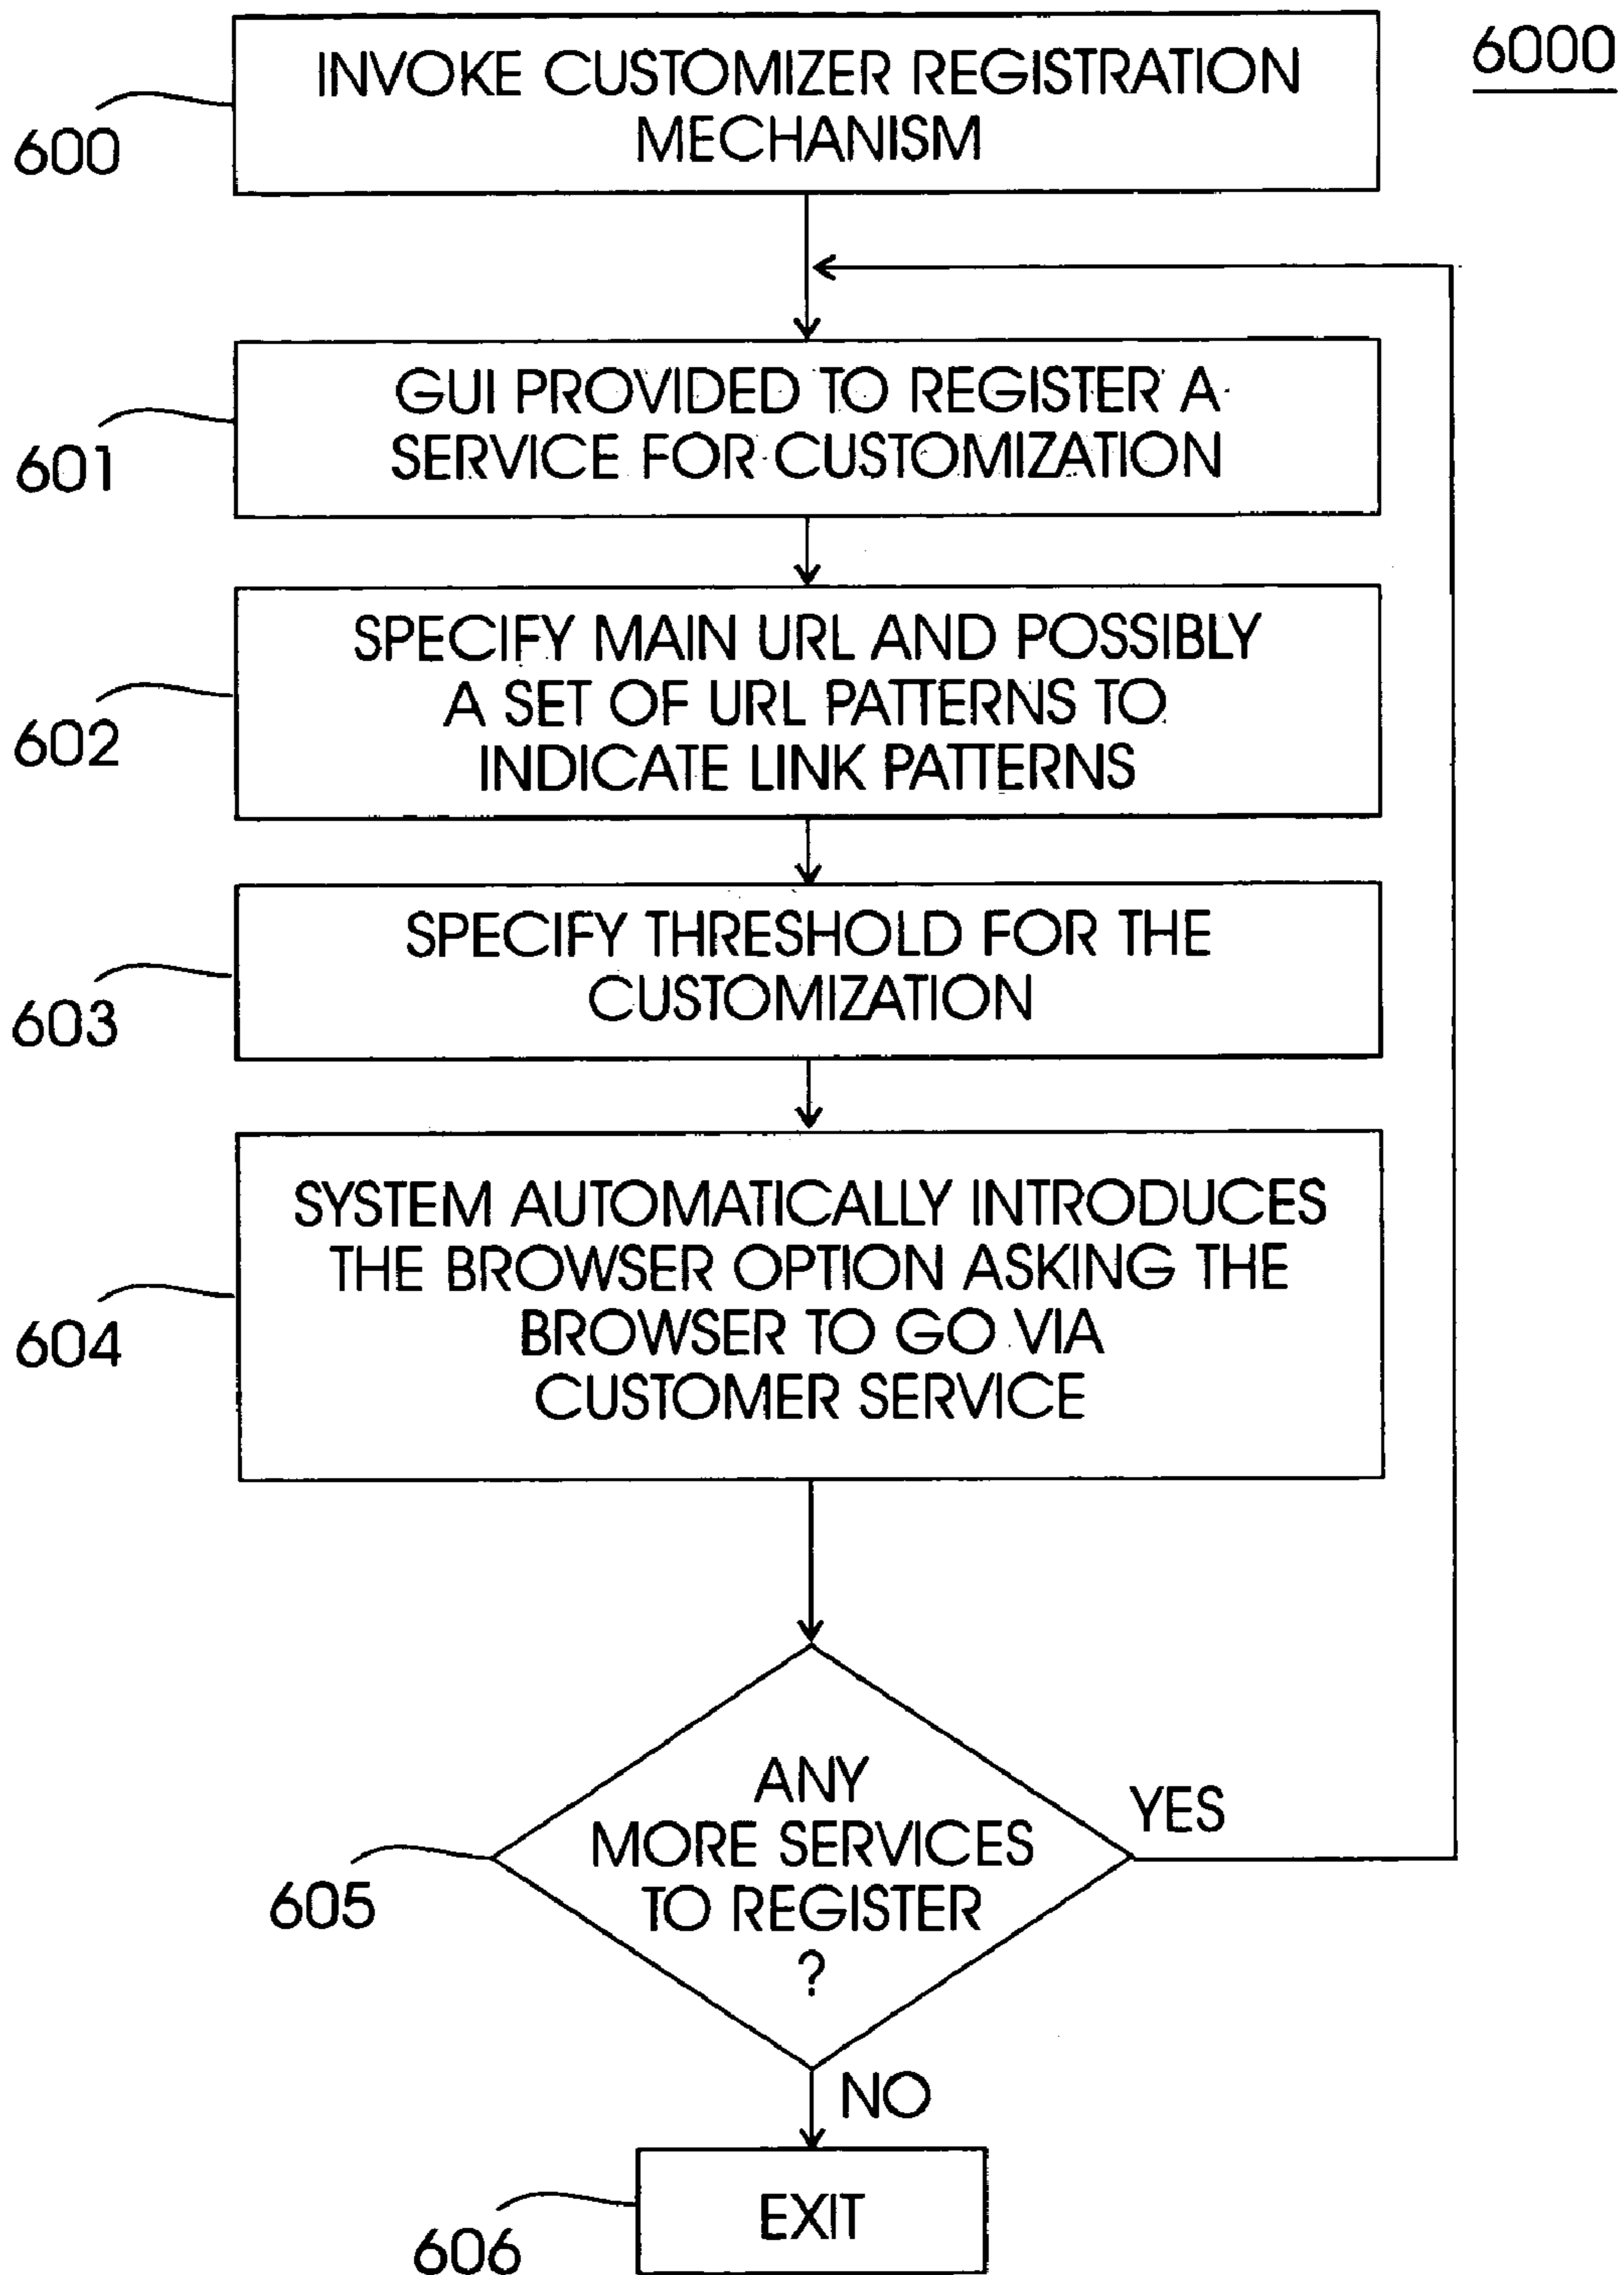 6000
INVOKE CUSTOMIZER REGISTRATION
MECHANISM
600
GUI PROVIDED TO REGISTER A
SERVICE FOR CUSTOMIZATION
601
SPECIFY MAIN URL AND POSSIBLY
A SET OF URL PATTERNS TO
INDICATE LINK PATTERNS
602
SPECIFY THRESHOLD FOR THE
CUSTOMIZATION
603
SYSTEM AUTOMATICALLY INTRODUCES
THE BROWSER OPTION ASKING THE
BROWSER TO GO VIA
CUSTOMER SERVICE
604
ANY
MORE SERVICES
TO REGISTER
?
YES
605
NO
EXIT
606